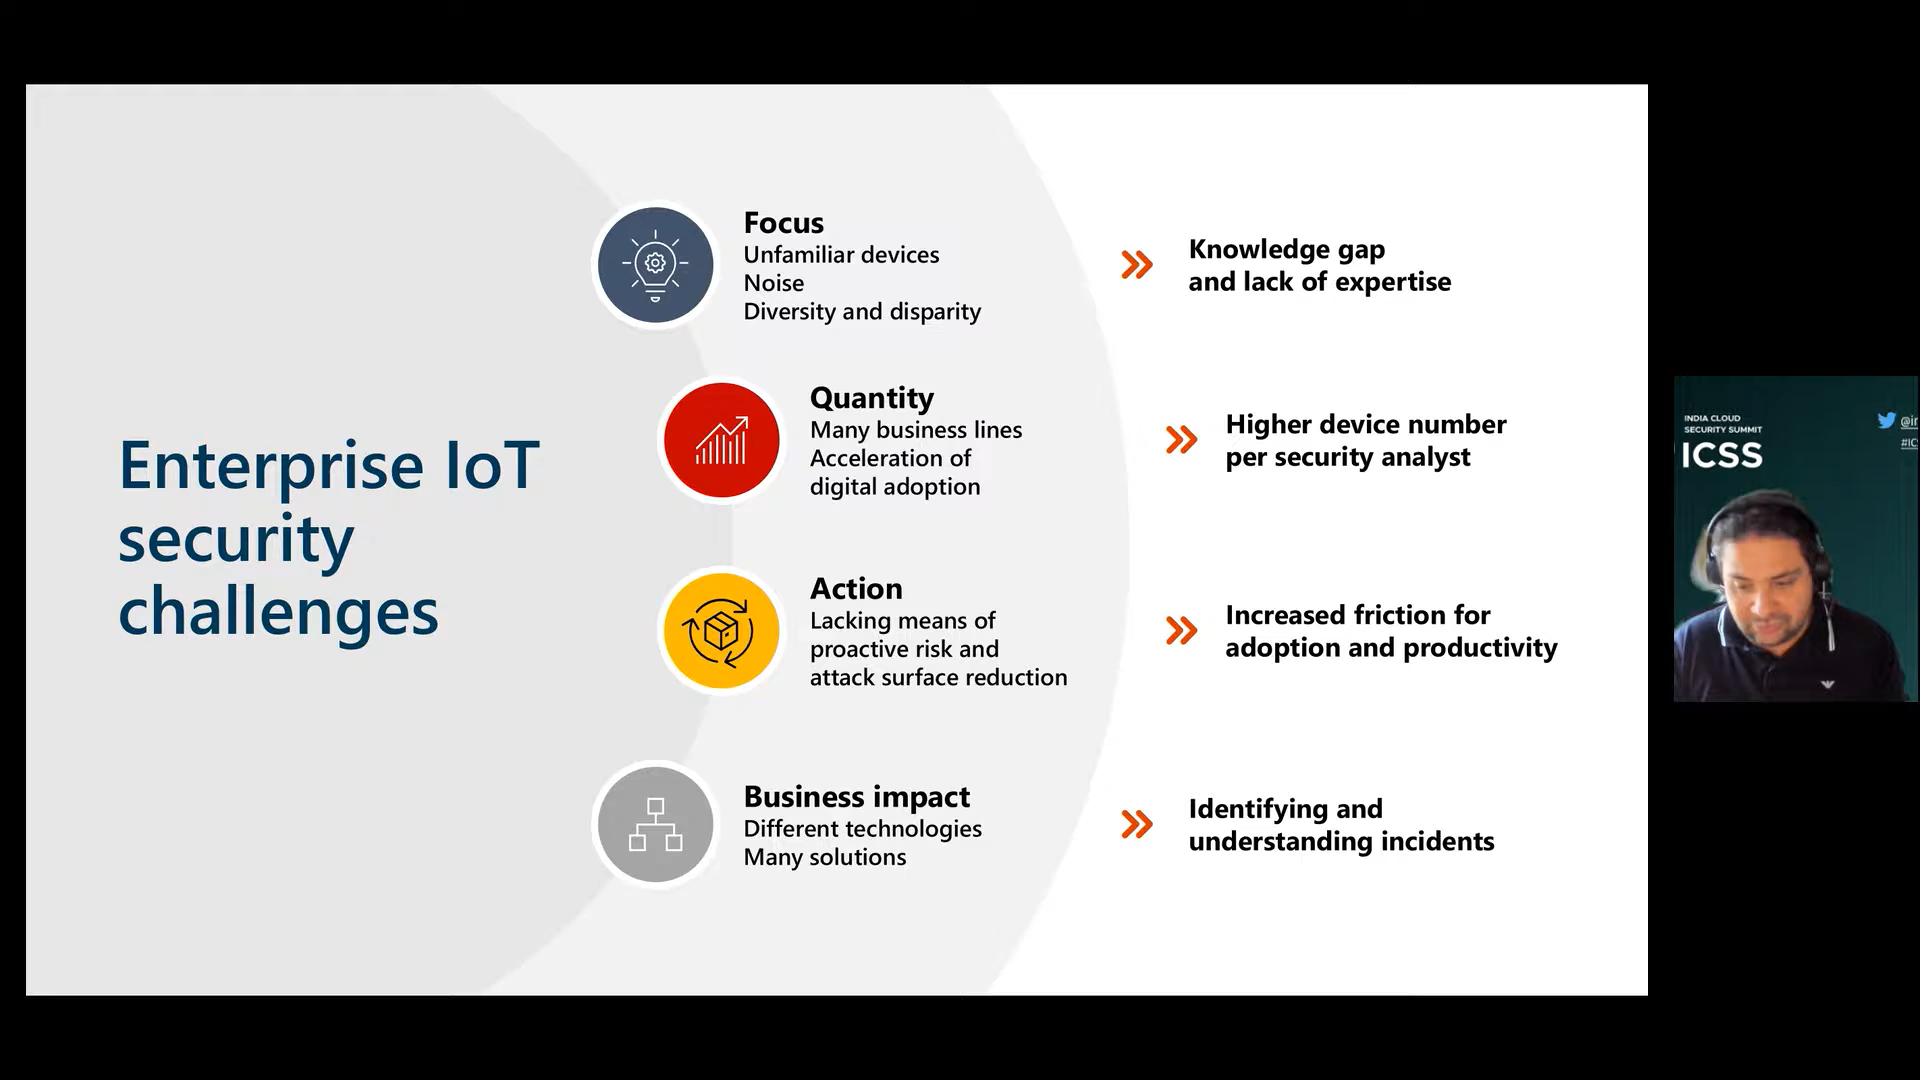 Enterprise IoT
security
challenges
Focus
Unfamiliar devices
Noise
Diversity and disparity
Knowledge gap
and lack of expertise
Quantity
Many business lines
Acceleration of
digital adoption
Higher device number
per security analyst
Action
Lacking means of
proactive risk and
attack surface reduction
Increased friction for
adoption and productivity
Business impact
Different technologies
Many solutions
Identifying and
understanding incidents
INDIA CLOUD
SECURITY SUMMIT
ICSS